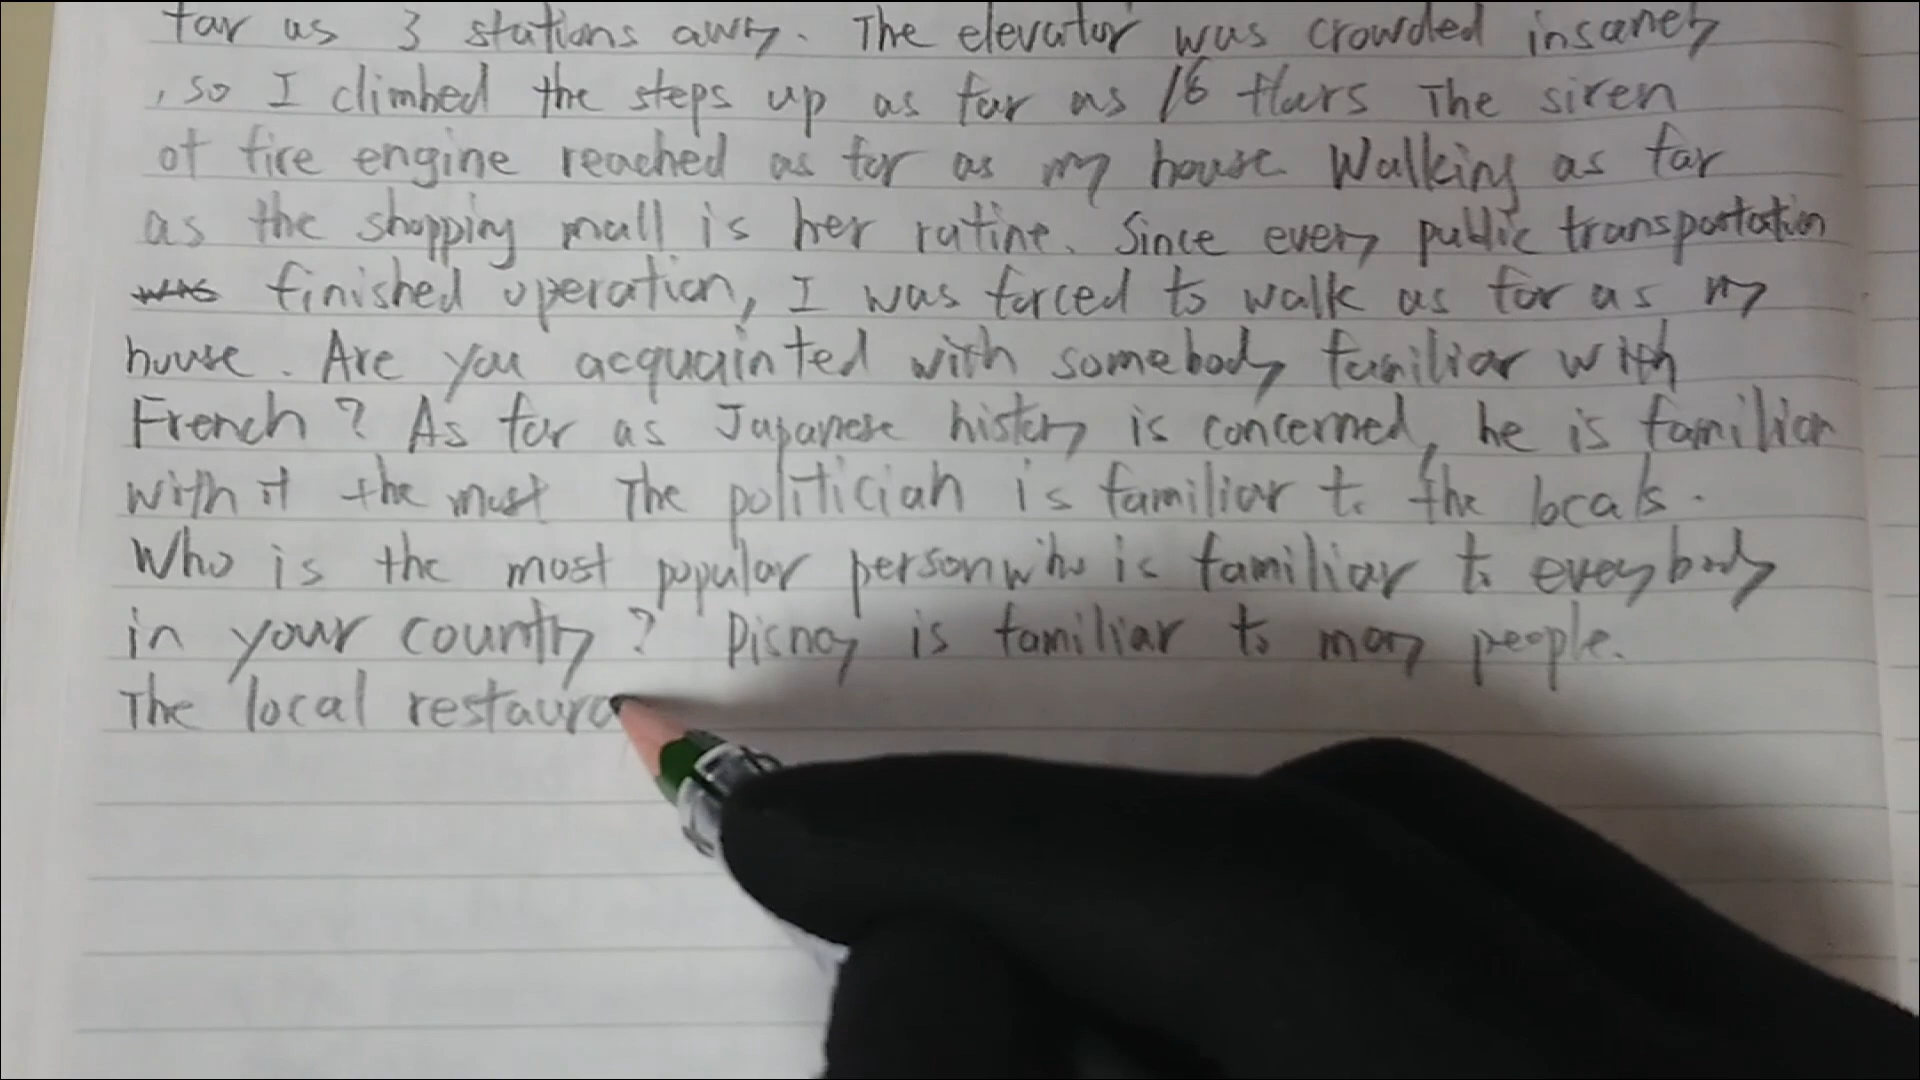 far as 3 stations away. The elevator was crowded insanely
, so I climbed the steps up as far as 16 floors The siren
of fire engine reached as far as my house Walking as far
as the shopping mall is her rutine. Since every public transportation
finished operation, I was forced to walk as far as my
house. Are you acquainted with somebody familiar with
French? As far as Japanese history is concerned, he is familiar
with it the most The politician is familiar to the locals.
Who is the most popular person who is familiar to everybody
in your country? Disney is familiar to many people.
The local restaura